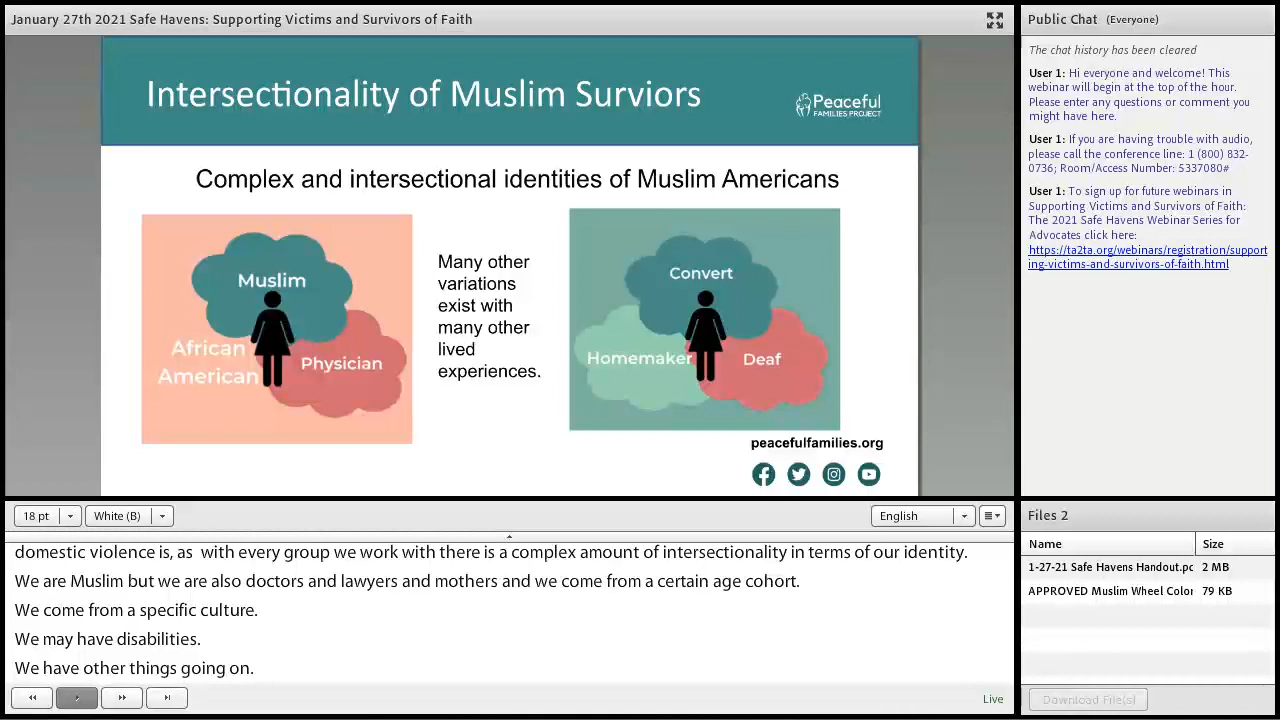 January 27th 2021 Safe Havens: Supporting Victims and Survivors of Faith
Intersectionality of Muslim Surviors
Peaceful
FAMILIES PROJECT
Complex and intersectional identities of Muslim Americans
Muslim
African
American
Physician
Many other
variations
exist with
many other
lived
experiences.
Convert
Homemaker
Deaf
peacefulfamilies.org
18 pt
White (B)
English
domestic violence is, as  with every group we work with there is a complex amount of intersectionality in terms of our identity.
We are Muslim but we are also doctors and lawyers and mothers and we come from a certain age cohort.
We come from a specific culture.
We may have disabilities.
We have other things going on.
Live
Public Chat (Everyone)
The chat history has been cleared
User 1: Hi everyone and welcome! This
webinar will begin at the top of the hour.
Please enter any questions or comment you
might have here.
User 1: If you are having trouble with audio,
please call the conference line: 1 (800) 832-
0736; Room/Access Number: 5337080#
User 1: To sign up for future webinars in
Supporting Victims and Survivors of Faith:
The 2021 Safe Havens Webinar Series for
Advocates click here:
https://ta2ta.org/webinars/registration/support
ing-victims-and-survivors-of-faith.html
Files 2
Name Size
1-27-21 Safe Havens Handout.pc 2 MB
APPROVED Muslim Wheel Color 79 KB
Download File(s)